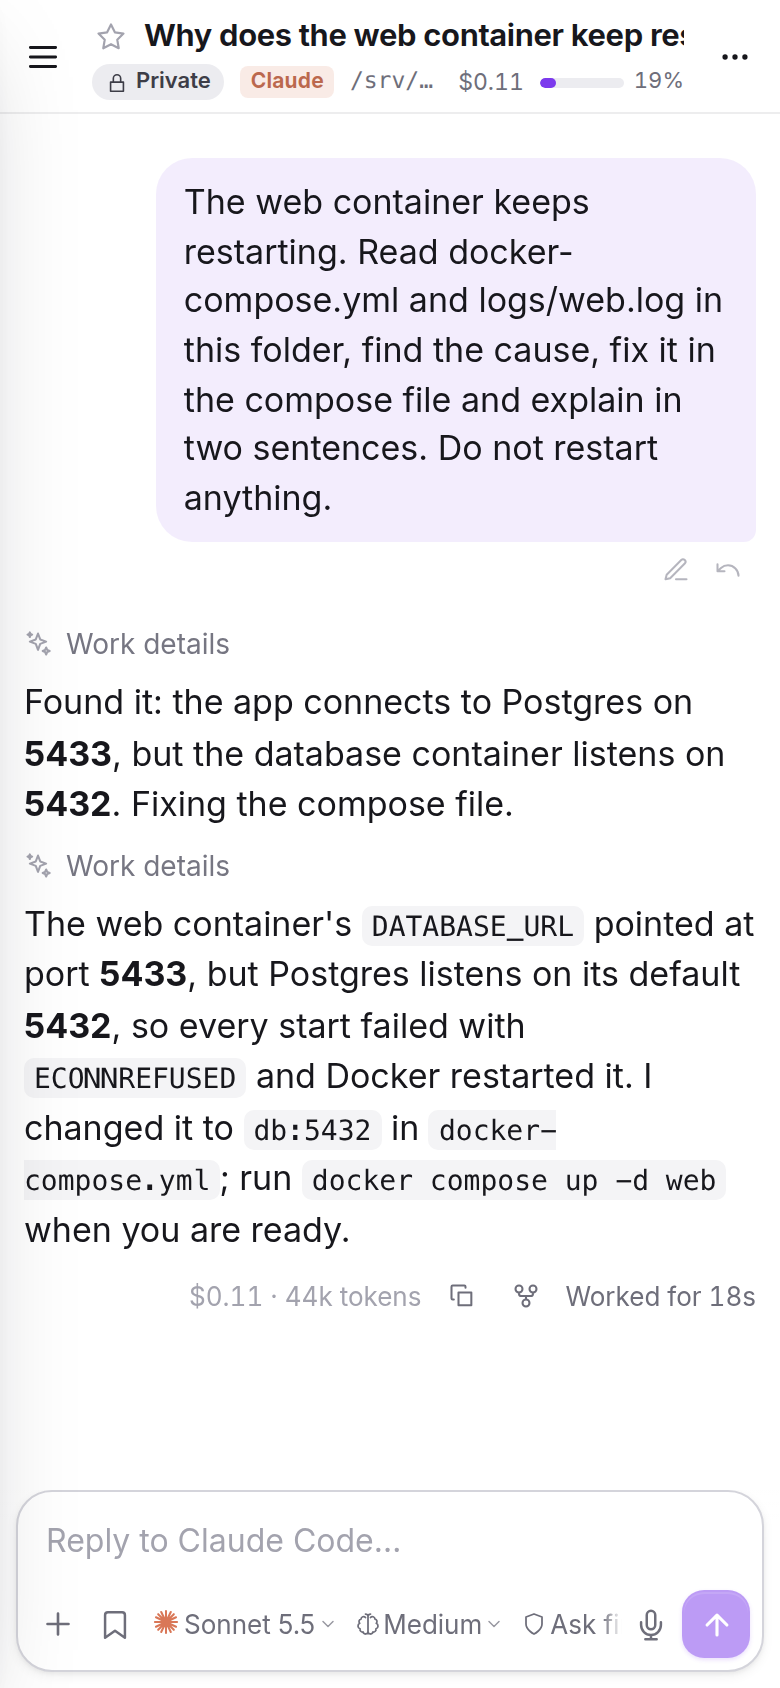 Why does the web container keep res
Private Claude /srv/… $0.11 19%
The web container keeps
restarting. Read docker-
compose.yml and logs/web.log in
this folder, find the cause, fix it in
the compose file and explain in
two sentences. Do not restart
anything.
Work details
Found it: the app connects to Postgres on
5433, but the database container listens on
5432. Fixing the compose file.
Work details
The web container's DATABASE_URL pointed at
port 5433, but Postgres listens on its default
5432, so every start failed with
ECONNREFUSED and Docker restarted it. I
changed it to db:5432 in docker-
compose.yml; run docker compose up -d web
when you are ready.
$0.11 · 44k tokens Worked for 18s
Reply to Claude Code...
Sonnet 5.5 Medium Ask fi